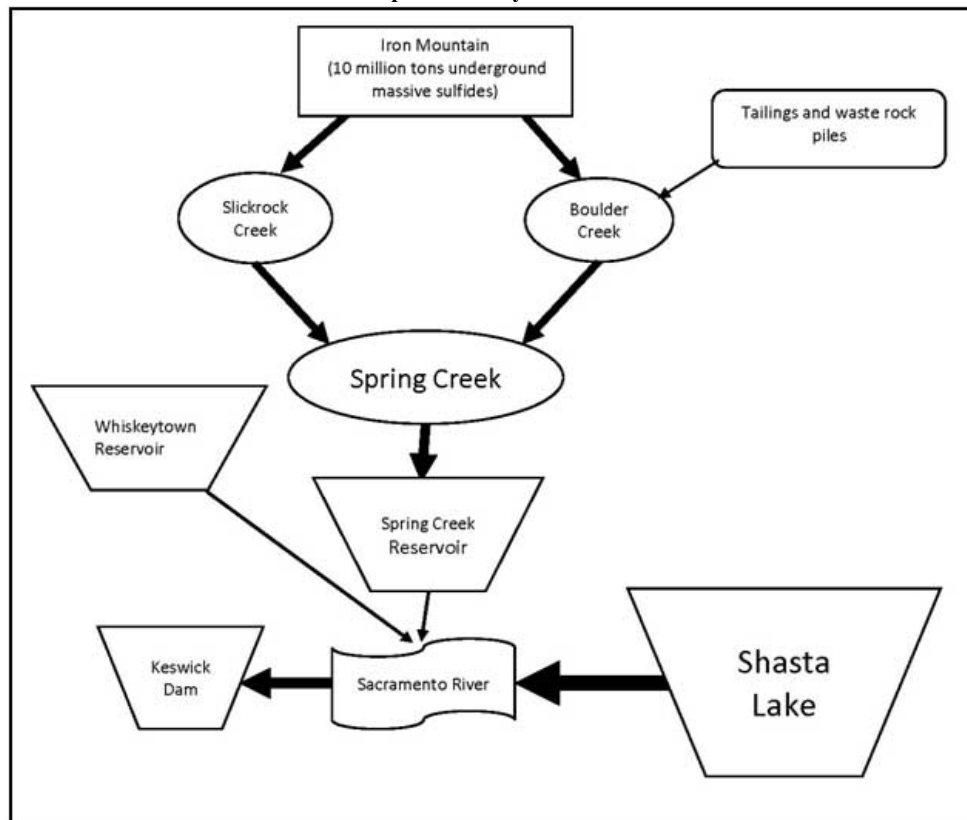 Iron Mountain
(10 million tons underground
massive sulfides)
Tailings and waste rock
piles
Slickrock
Creek
Boulder
Creek
Spring Creek
Whiskeytown
Reservoir
Spring Creek
Reservoir
Shasta
Lake
Keswick
Dam
Sacramento River